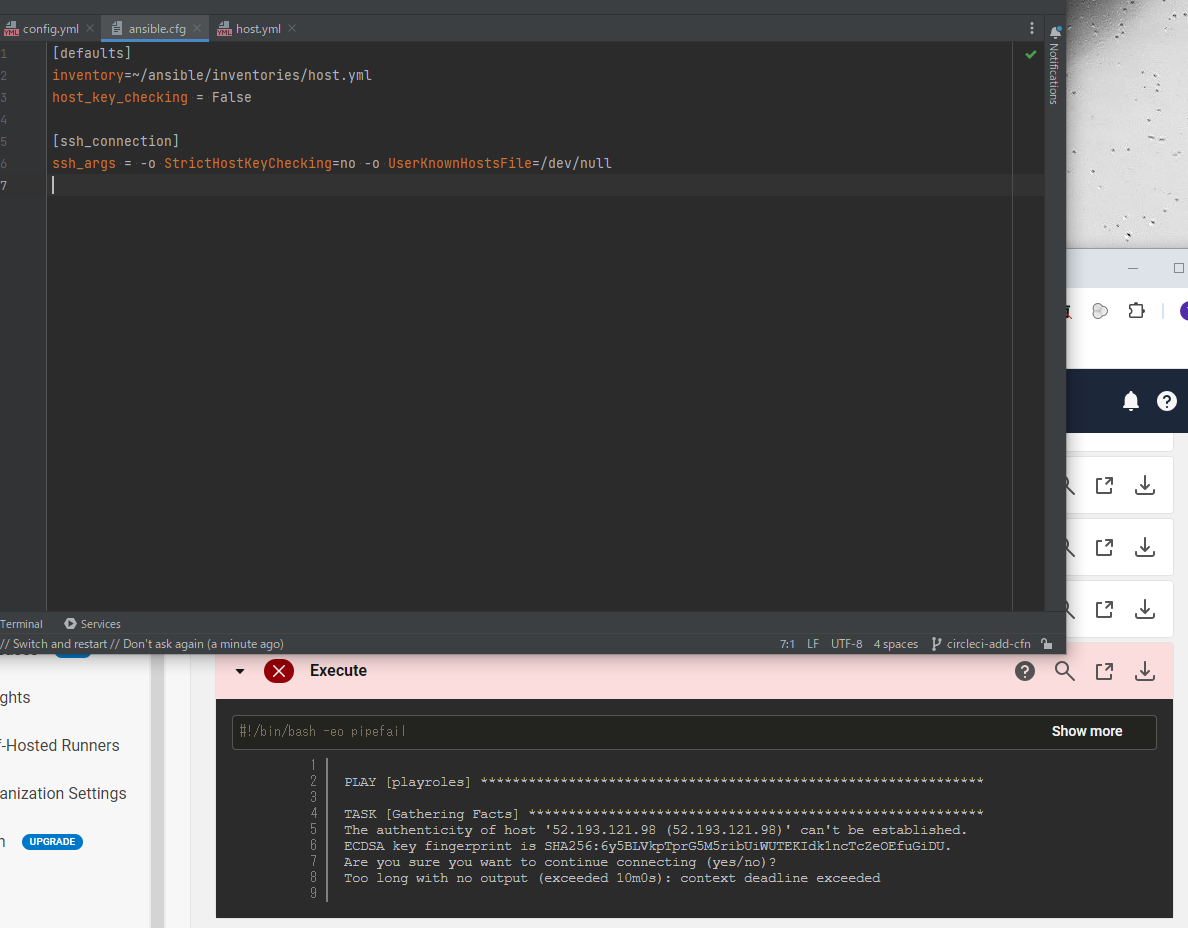 config.yml
ansible.cfg
host.yml
1 [defaults]
2 inventory=~/ansible/inventories/host.yml
3 host_key_checking = False
4
5 [ssh_connection]
6 ssh_args = -o StrictHostKeyChecking=no -o UserKnownHostsFile=/dev/null
7
Notifications
Terminal
Services
// Switch and restart // Don't ask again (a minute ago)
7:1 LF UTF-8 4 spaces circleci-add-cfn
ghts
f-Hosted Runners
anization Settings
n UPGRADE
Execute
#!/bin/bash -eo pipefail
Show more
1
2 PLAY [playroles] ***************************************************************
3
4 TASK [Gathering Facts] *********************************************************
5 The authenticity of host '52.193.121.98 (52.193.121.98)' can't be established.
6 ECDSA key fingerprint is SHA256:6y5BLVkpTprG5M5ribUiWUTEKIdk1ncTcZeOEfuGiDU.
7 Are you sure you want to continue connecting (yes/no)?
8 Too long with no output (exceeded 10m0s): context deadline exceeded
9